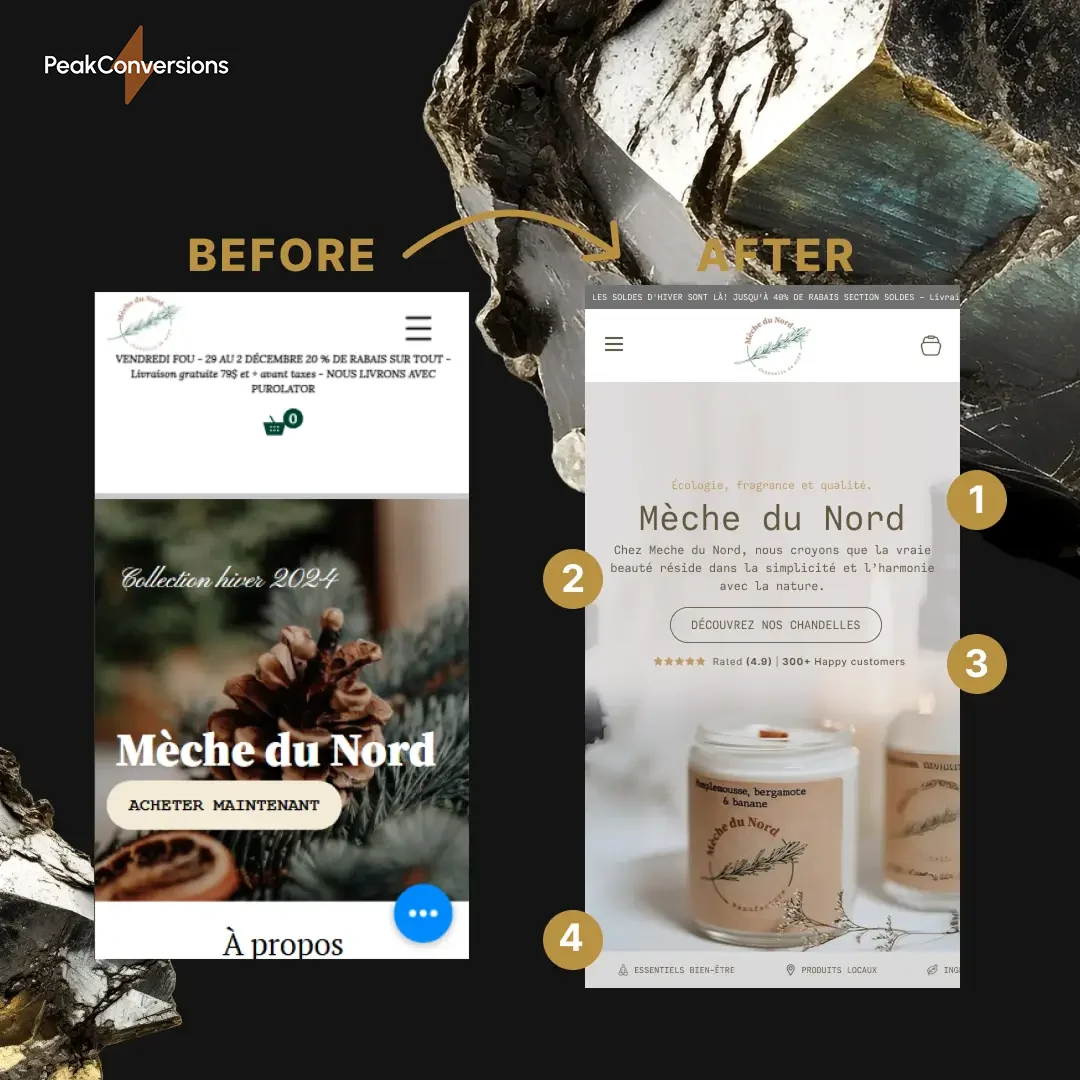 PeakConversions
BEFORE
AFTER
Mèche du Nord
VENDREDI FOU - 29 AU 2 DÉCEMBRE 20 % DE RABAIS SUR TOUT -
Livraison gratuite 79$ et + avant taxes - NOUS LIVRONS AVEC
PUROLATOR
0
Collection hiver 2024
Mèche du Nord
ACHETER MAINTENANT
À propos
LES SOLDES D'HIVER SONT LÀ! JUSQU'À 40% DE RABAIS SECTION SOLDES - Livrai
Mèche du Nord
Écologie, fragrance et qualité.
1
Mèche du Nord
2
Chez Meche du Nord, nous croyons que la vraie
beauté réside dans la simplicité et l'harmonie
avec la nature.
DÉCOUVREZ NOS CHANDELLES
3
Rated (4.9) | 300+ Happy customers
Pamplemousse, bergamote
& banane
Mèche du Nord
4
ESSENTIELS BIEN-ÊTRE
PRODUITS LOCAUX
ING